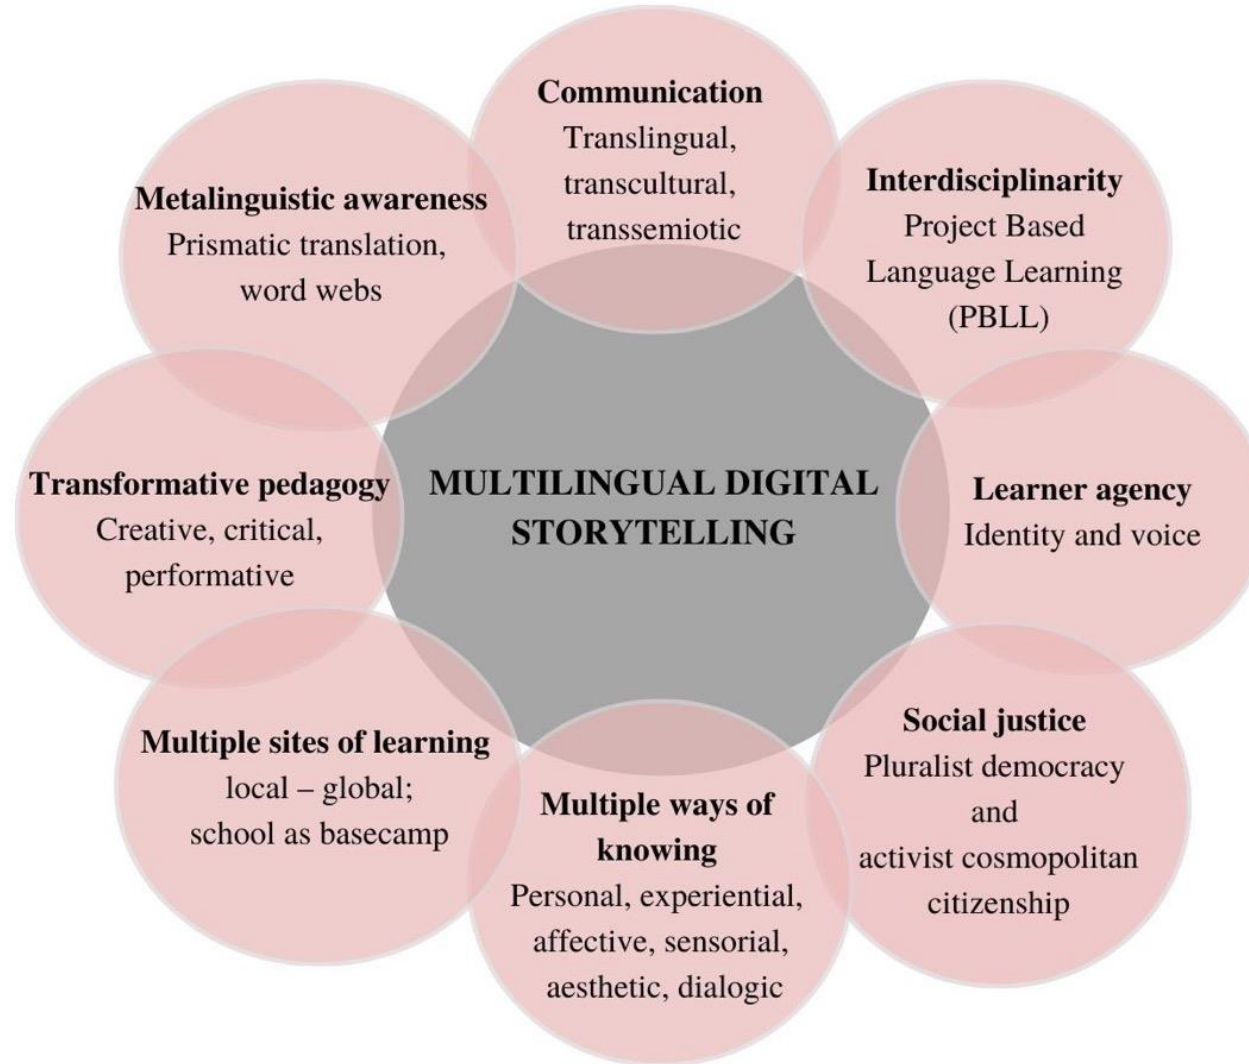 Communication
Translingual,
transcultural,
transsemiotic
Interdisciplinarity
Project Based
Language Learning
(PBLL)
Learner agency
Identity and voice
Social justice
Pluralist democracy
and
activist cosmopolitan
citizenship
Multiple ways of
knowing
Personal, experiential,
affective, sensorial,
aesthetic, dialogic
Multiple sites of learning
local – global;
school as basecamp
Transformative pedagogy
Creative, critical,
performative
Metalinguistic awareness
Prismatic translation,
word webs
MULTILINGUAL DIGITAL
STORYTELLING